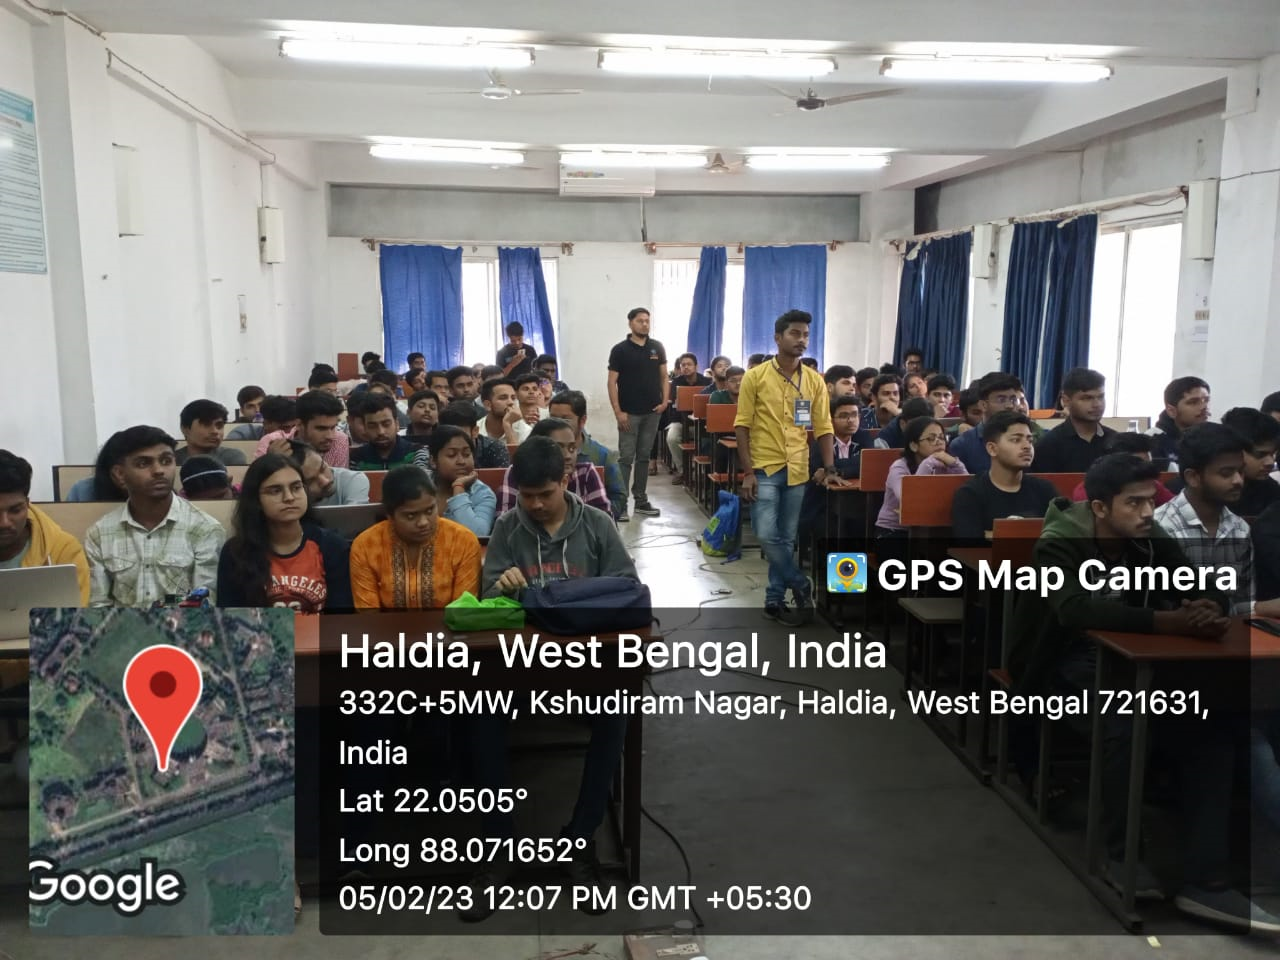 GPS Map Camera
Haldia, West Bengal, India
332C+5MW, Kshudiram Nagar, Haldia, West Bengal 721631,
India
Lat 22.0505°
Long 88.071652°
05/02/23 12:07 PM GMT +05:30
Google
ANGELES